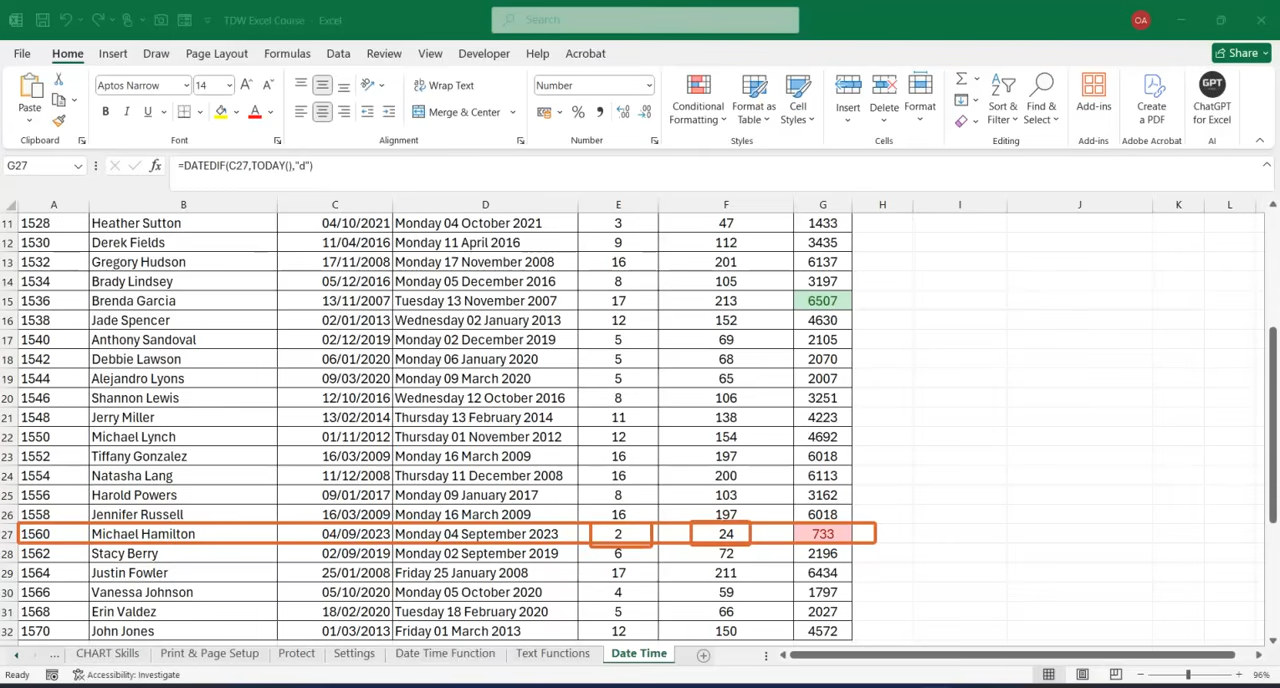 TDW Excel Course - Excel
Search
OA
File Home Insert Draw Page Layout Formulas Data Review View Developer Help Acrobat
Share
Paste
Clipboard
Aptos Narrow 14
B I U
Font
Wrap Text
Merge & Center
Alignment
Number
Number
Conditional Formatting
Format as Table
Cell Styles
Styles
Insert
Delete
Format
Cells
Sort & Filter
Find & Select
Editing
Add-ins
Add-ins
Create a PDF
Adobe Acrobat
GPT
ChatGPT for Excel
AI
G27 fx =DATEDIF(C27,TODAY(),"d")
A B C D E F G H I J K L
11 1528 Heather Sutton 04/10/2021 Monday 04 October 2021 3 47 1433
12 1530 Derek Fields 11/04/2016 Monday 11 April 2016 9 112 3435
13 1532 Gregory Hudson 17/11/2008 Monday 17 November 2008 16 201 6137
14 1534 Brady Lindsey 05/12/2016 Monday 05 December 2016 8 105 3197
15 1536 Brenda Garcia 13/11/2007 Tuesday 13 November 2007 17 213 6507
16 1538 Jade Spencer 02/01/2013 Wednesday 02 January 2013 12 152 4630
17 1540 Anthony Sandoval 02/12/2019 Monday 02 December 2019 5 69 2105
18 1542 Debbie Lawson 06/01/2020 Monday 06 January 2020 5 68 2070
19 1544 Alejandro Lyons 09/03/2020 Monday 09 March 2020 5 65 2007
20 1546 Shannon Lewis 12/10/2016 Wednesday 12 October 2016 8 106 3251
21 1548 Jerry Miller 13/02/2014 Thursday 13 February 2014 11 138 4223
22 1550 Michael Lynch 01/11/2012 Thursday 01 November 2012 12 154 4692
23 1552 Tiffany Gonzalez 16/03/2009 Monday 16 March 2009 16 197 6018
24 1554 Natasha Lang 11/12/2008 Thursday 11 December 2008 16 200 6113
25 1556 Harold Powers 09/01/2017 Monday 09 January 2017 8 103 3162
26 1558 Jennifer Russell 16/03/2009 Monday 16 March 2009 16 197 6018
27 1560 Michael Hamilton 04/09/2023 Monday 04 September 2023 2 24 733
28 1562 Stacy Berry 02/09/2019 Monday 02 September 2019 6 72 2196
29 1564 Justin Fowler 25/01/2008 Friday 25 January 2008 17 211 6434
30 1566 Vanessa Johnson 05/10/2020 Monday 05 October 2020 4 59 1797
31 1568 Erin Valdez 18/02/2020 Tuesday 18 February 2020 5 66 2027
32 1570 John Jones 01/03/2013 Friday 01 March 2013 12 150 4572
... CHART Skills Print & Page Setup Protect Settings Date Time Function Text Functions Date Time
Ready Accessibility: Investigate 96%